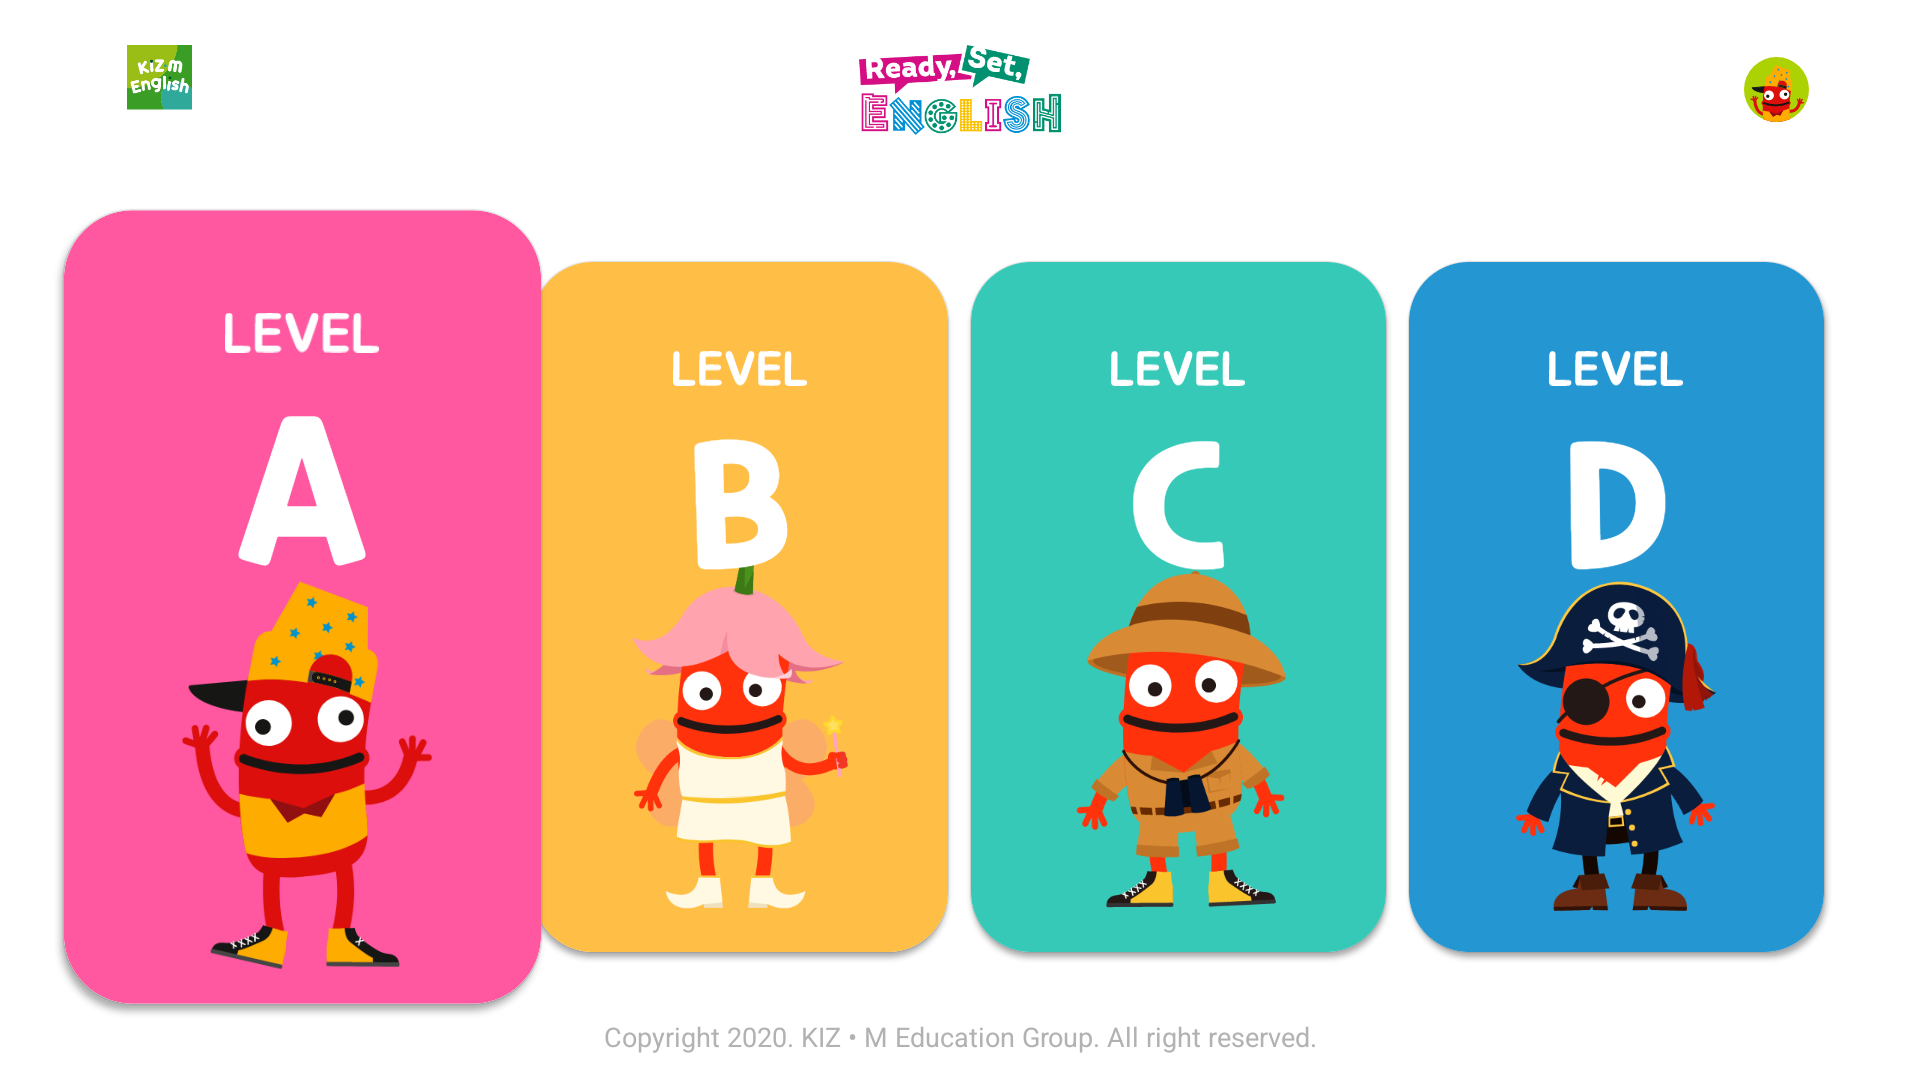 Kiz m
English
Ready, Set,
ENGLISH
LEVEL
A
LEVEL
B
LEVEL
C
LEVEL
D
Copyright 2020. KIZ • M Education Group. All right reserved.